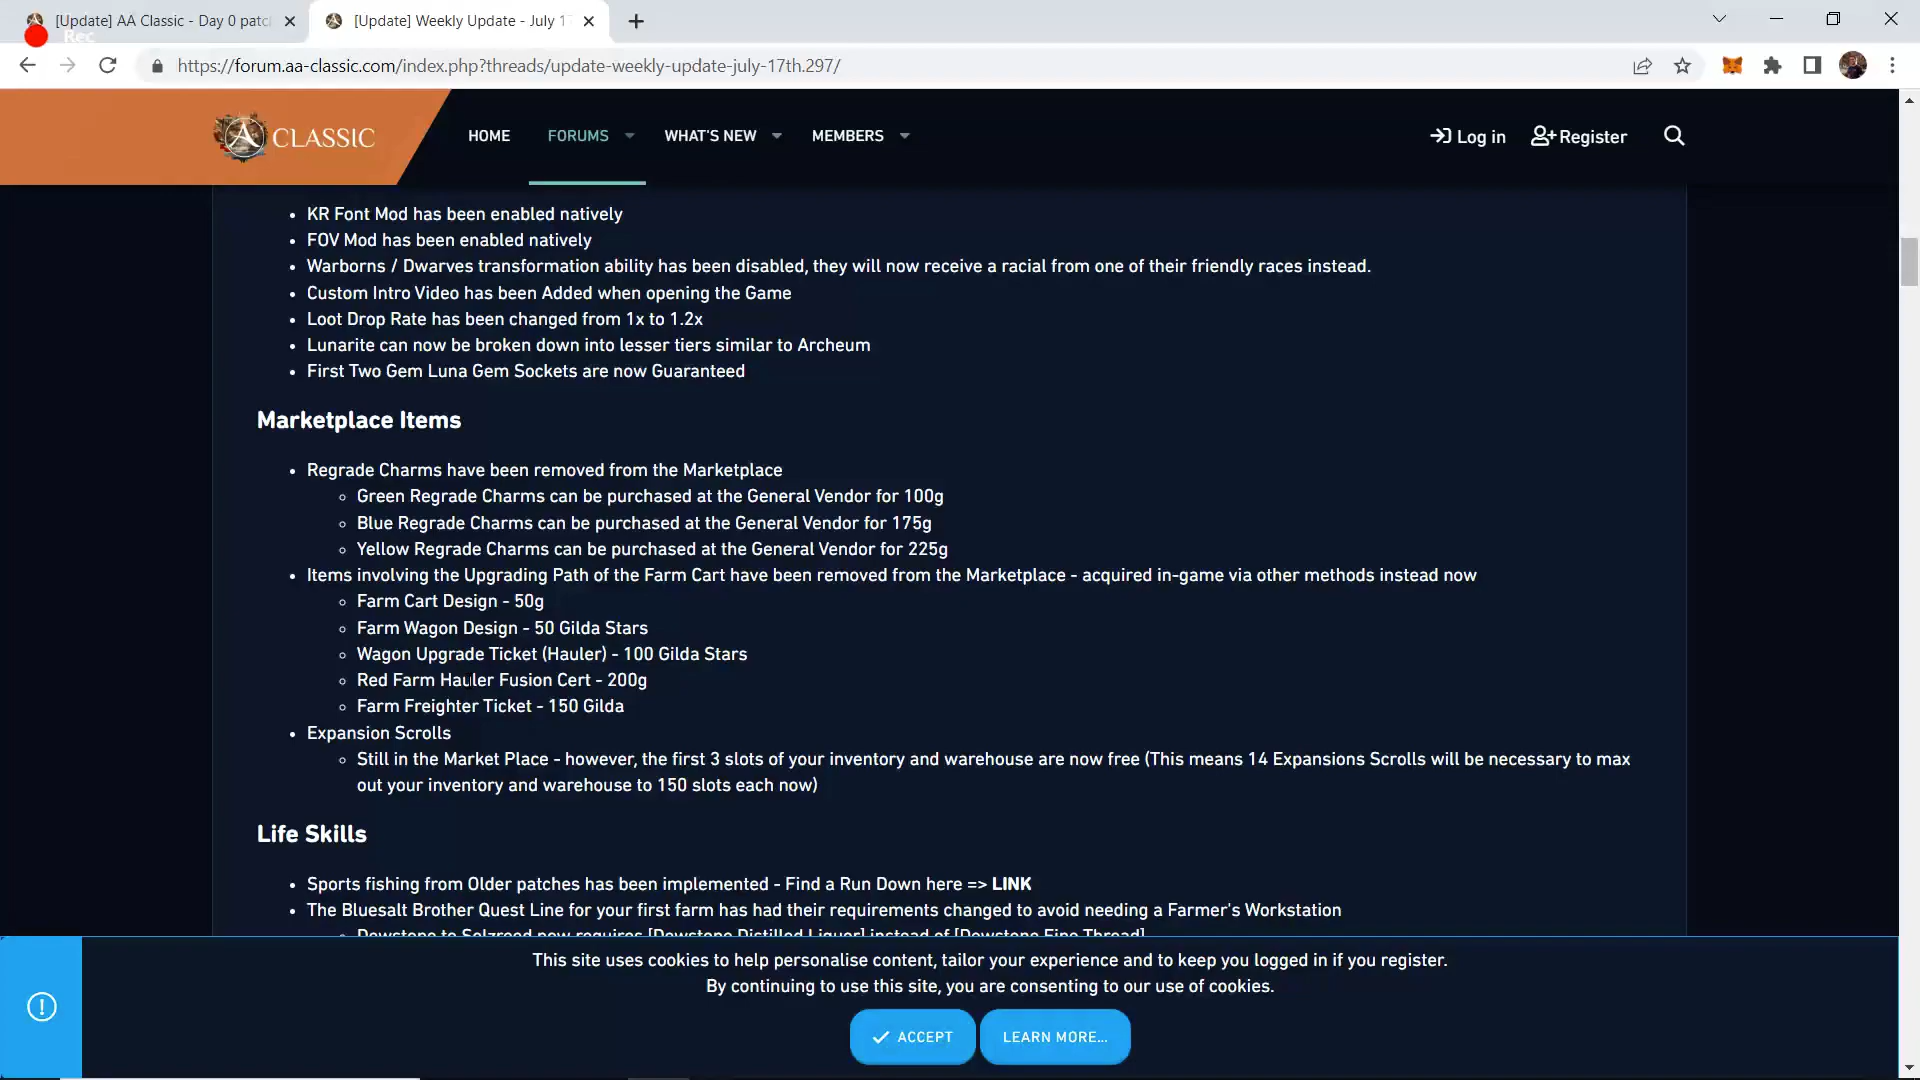 [Update] AA Classic - Day 0 patc
[Update] Weekly Update - July 1
Rec
https://forum.aa-classic.com/index.php?threads/update-weekly-update-july-17th.297/
A CLASSIC
HOME
FORUMS
WHAT'S NEW
MEMBERS
Log in
Register
• KR Font Mod has been enabled natively
• FOV Mod has been enabled natively
• Warborns / Dwarves transformation ability has been disabled, they will now receive a racial from one of their friendly races instead.
• Custom Intro Video has been Added when opening the Game
• Loot Drop Rate has been changed from 1x to 1.2x
• Lunarite can now be broken down into lesser tiers similar to Archeum
• First Two Gem Luna Gem Sockets are now Guaranteed
Marketplace Items
• Regrade Charms have been removed from the Marketplace
◦ Green Regrade Charms can be purchased at the General Vendor for 100g
◦ Blue Regrade Charms can be purchased at the General Vendor for 175g
◦ Yellow Regrade Charms can be purchased at the General Vendor for 225g
• Items involving the Upgrading Path of the Farm Cart have been removed from the Marketplace - acquired in-game via other methods instead now
◦ Farm Cart Design - 50g
◦ Farm Wagon Design - 50 Gilda Stars
◦ Wagon Upgrade Ticket (Hauler) - 100 Gilda Stars
◦ Red Farm Hauler Fusion Cert - 200g
◦ Farm Freighter Ticket - 150 Gilda
• Expansion Scrolls
◦ Still in the Market Place - however, the first 3 slots of your inventory and warehouse are now free (This means 14 Expansions Scrolls will be necessary to max
out your inventory and warehouse to 150 slots each now)
Life Skills
• Sports fishing from Older patches has been implemented - Find a Run Down here => LINK
• The Bluesalt Brother Quest Line for your first farm has had their requirements changed to avoid needing a Farmer's Workstation
◦ Dewstone to Solzreed now requires [Dewstone Distilled Liquor] instead of [Dewstone Fine Thread]
This site uses cookies to help personalise content, tailor your experience and to keep you logged in if you register.
By continuing to use this site, you are consenting to our use of cookies.
ACCEPT
LEARN MORE...